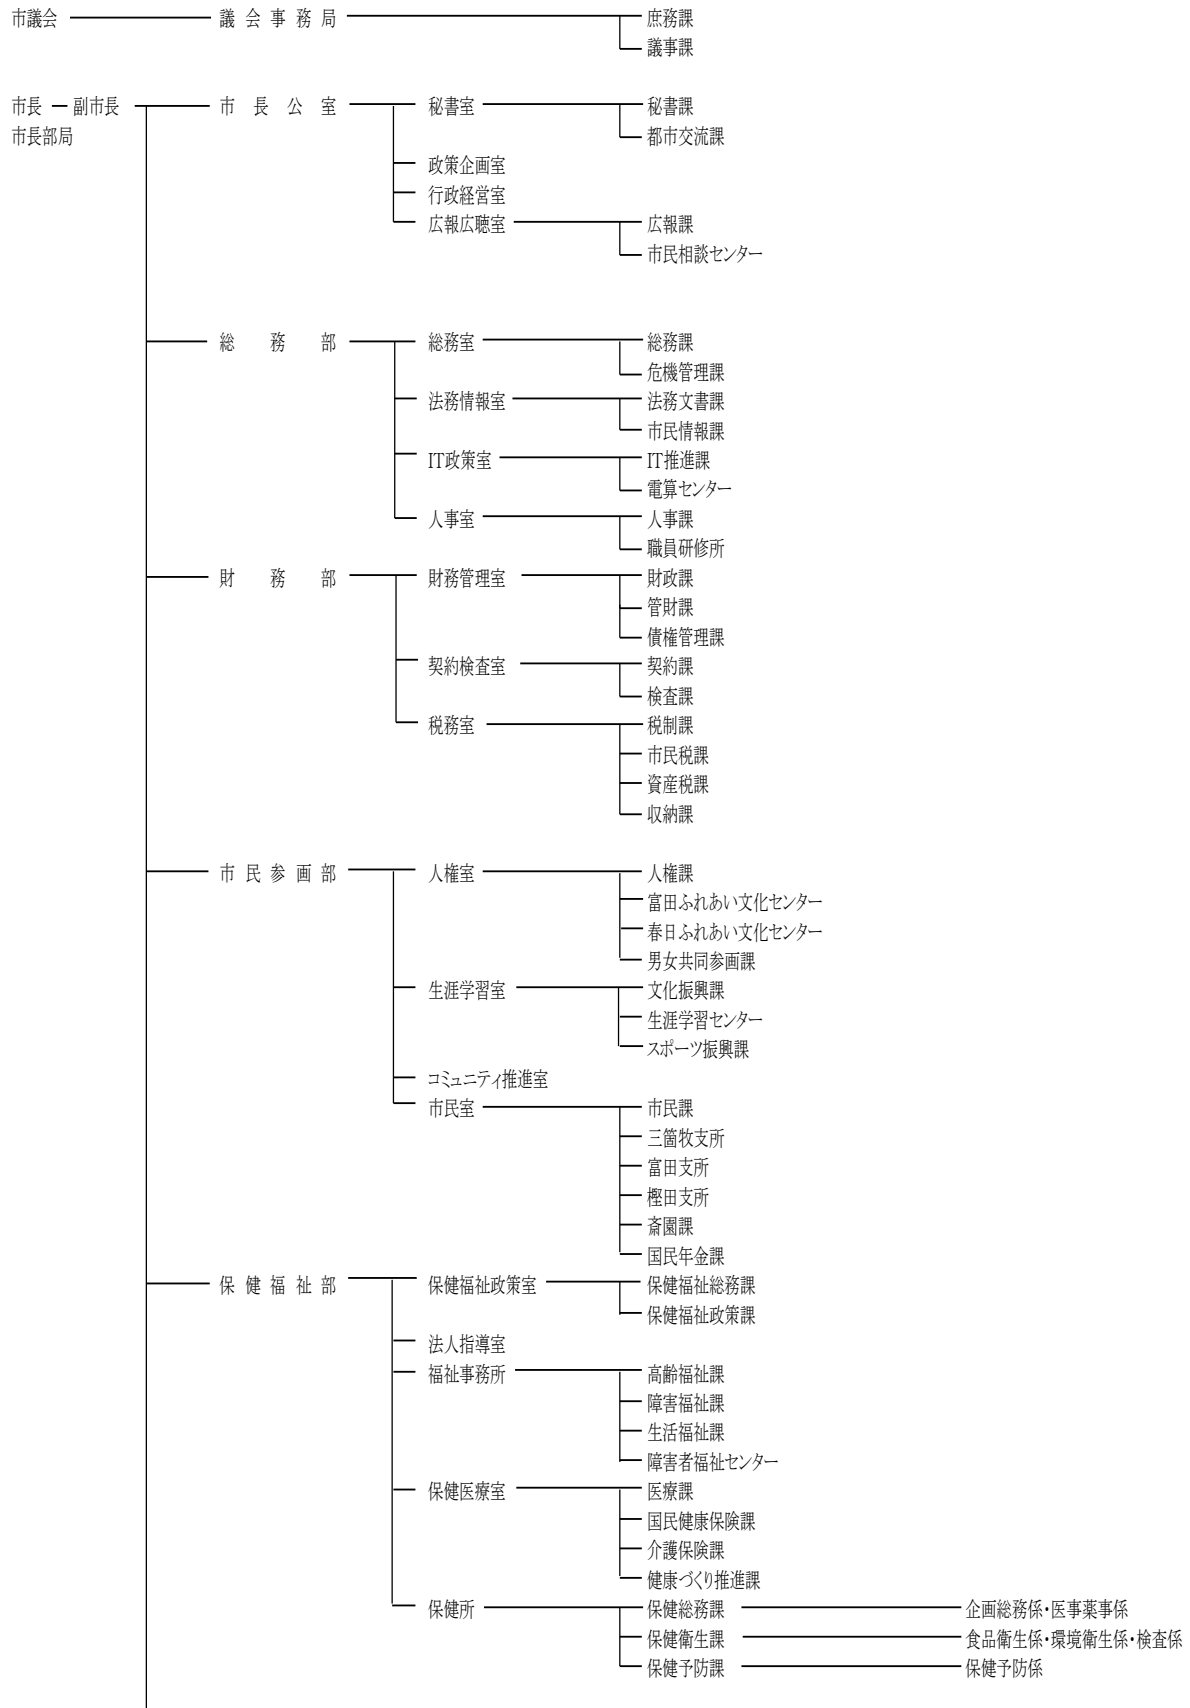 市議会 議会事務局 庶務課
議事課
市長 副市長 市長公室 秘書室 秘書課
市長部局 都市交流課
政策企画室
行政経営室
広報広聴室 広報課
市民相談センター
総務部 総務室 総務課
危機管理課
法務情報室 法務文書課
市民情報課
IT政策室 IT推進課
電算センター
人事室 人事課
職員研修所
財務部 財務管理室 財政課
管財課
債権管理課
契約検査室 契約課
検査課
税務室 税制課
市民税課
資産税課
収納課
市民参画部 人権室 人権課
富田ふれあい文化センター
春日ふれあい文化センター
男女共同参画課
生涯学習室 文化振興課
生涯学習センター
スポーツ振興課
コミュニティ推進室
市民室 市民課
三箇牧支所
富田支所
樫田支所
斎園課
国民年金課
保健福祉部 保健福祉政策室 保健福祉総務課
保健福祉政策課
法人指導室
福祉事務所 高齢福祉課
障害福祉課
生活福祉課
障害者福祉センター
保健医療室 医療課
国民健康保険課
介護保険課
健康づくり推進課
保健所 保健総務課 企画総務係・医事薬事係
保健衛生課 食品衛生係・環境衛生係・検査係
保健予防課 保健予防係